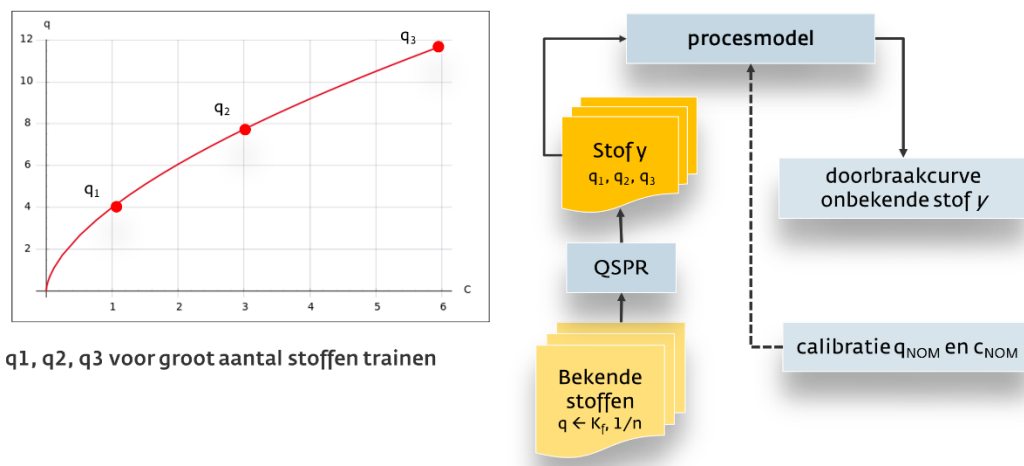 q
12
10
8
6
4
2
q₁
q₂
q₃
1
2
3
4
5
6
C
q1, q2, q3 voor groot aantal stoffen trainen
procesmodel
Stof y
q₁, q₂, q₃
doorbraakcurve
onbekende stof y
QSPR
calibratie qNOM en cNOM
Bekende
stoffen
q ← Kf, 1/n